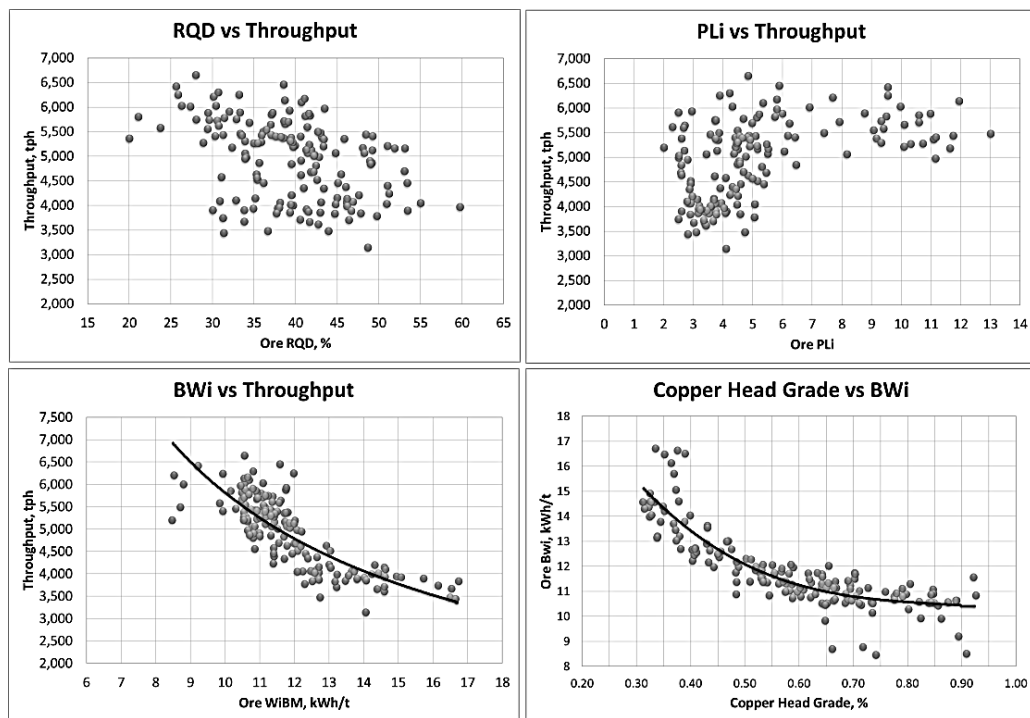 RQD vs Throughput
Throughput, tph
7,000
6,500
6,000
5,500
5,000
4,500
4,000
3,500
3,000
2,500
2,000
15 20 25 30 35 40 45 50 55 60 65
Ore RQD, %
PLi vs Throughput
Throughput, tph
7,000
6,500
6,000
5,500
5,000
4,500
4,000
3,500
3,000
2,500
2,000
0 1 2 3 4 5 6 7 8 9 10 11 12 13 14
Ore PLi
BWi vs Throughput
Throughput, tph
7,500
7,000
6,500
6,000
5,500
5,000
4,500
4,000
3,500
3,000
2,500
2,000
6 7 8 9 10 11 12 13 14 15 16 17 18
Ore WiBM, kWh/t
Copper Head Grade vs BWi
Ore Bwi, kWh/t
18
17
16
15
14
13
12
11
10
9
8
0.20 0.30 0.40 0.50 0.60 0.70 0.80 0.90 1.00
Copper Head Grade, %